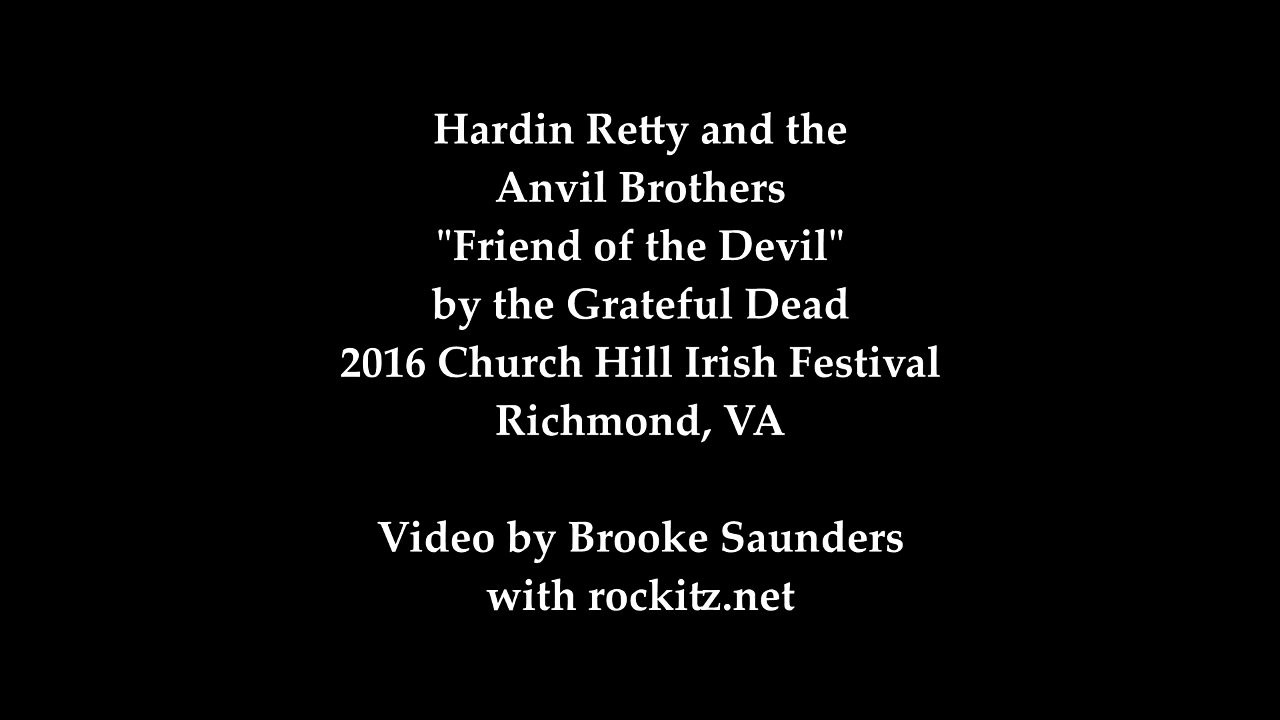 Hardin Retty and the
Anvil Brothers
"Friend of the Devil"
by the Grateful Dead
2016 Church Hill Irish Festival
Richmond, VA
Video by Brooke Saunders
with rockitz.net